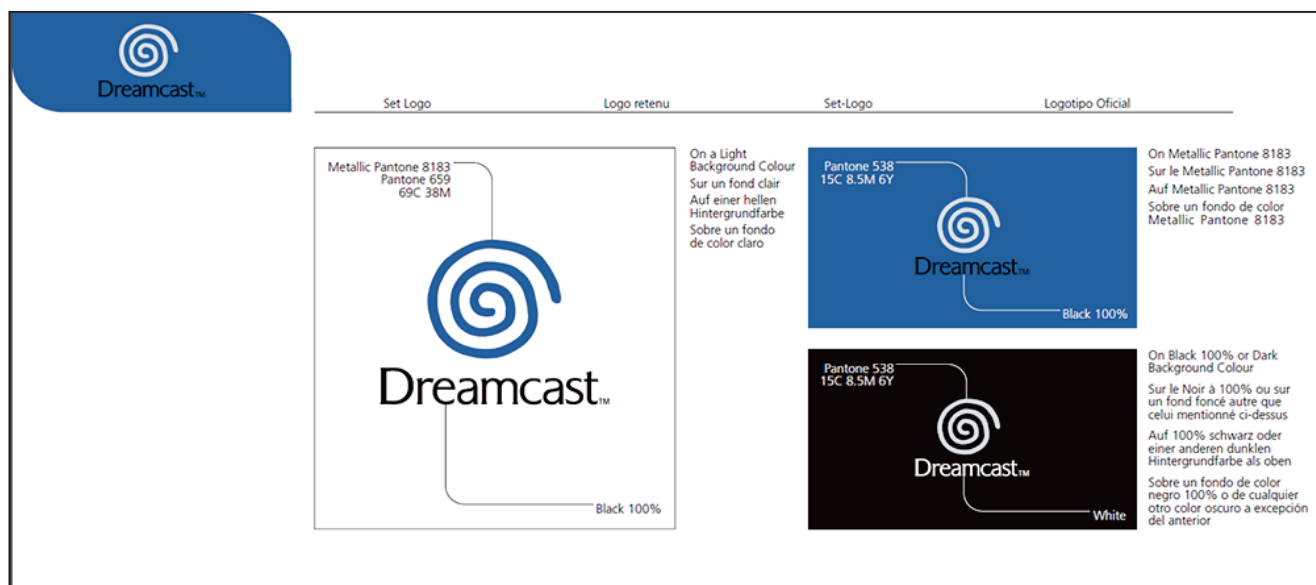 Dreamcast™
Set Logo
Logo retenu
Set-Logo
Logotipo Oficial
Metallic Pantone 8183
Pantone 659
69C 38M
Dreamcast™
Black 100%
On a Light
Background Colour
Sur un fond clair
Auf einer hellen
Hintergrundfarbe
Sobre un fondo
de color claro
Pantone 538
15C 8.5M 6Y
Dreamcast™
Black 100%
On Metallic Pantone 8183
Sur le Metallic Pantone 8183
Auf Metallic Pantone 8183
Sobre un fondo de color
Metallic Pantone 8183
Pantone 538
15C 8.5M 6Y
Dreamcast™
White
On Black 100% or Dark
Background Colour
Sur le Noir à 100% ou sur
un fond foncé autre que
celui mentionné ci-dessus
Auf 100% schwarz oder
einer anderen dunklen
Hintergrundfarbe als oben
Sobre un fondo de color
negro 100% o de cualquier
otro color oscuro a excepción
del anterior